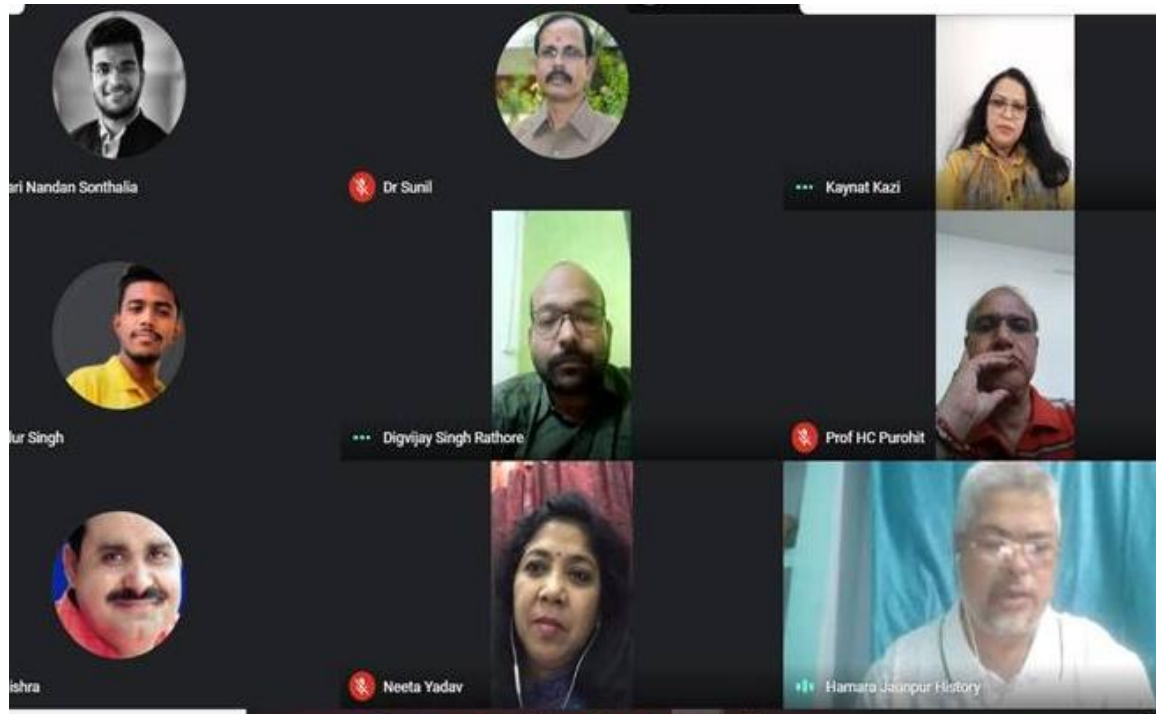 ari Nandan Sonthalia
Dr Sunil
Kaynat Kazi
lur Singh
Digvijay Singh Rathore
Prof HC Purohit
ishra
Neeta Yadav
Hamara Jaunpur History